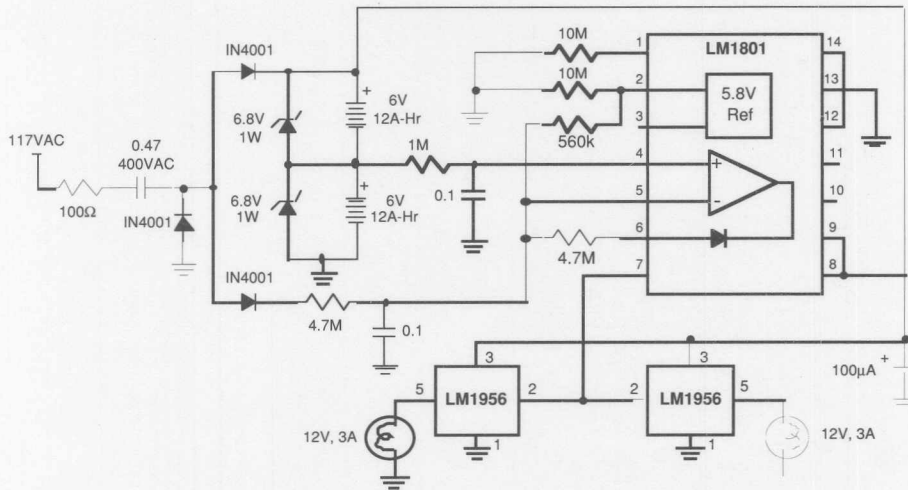 IN4001
10M
1
LM1801
14
10M
2
5.8V
Ref
13
+
6V
12A-Hr
6.8V
1W
3
560k
12
117VAC
0.47
400VAC
1M
4
+
11
100Ω
IN4001
6.8V
1W
+
6V
12A-Hr
0.1
5
-
10
IN4001
4.7M
6
9
7
8
4.7M
0.1
3
3
100µA
+
5
LM1956
2
2
LM1956
5
12V, 3A
1
1
12V, 3A